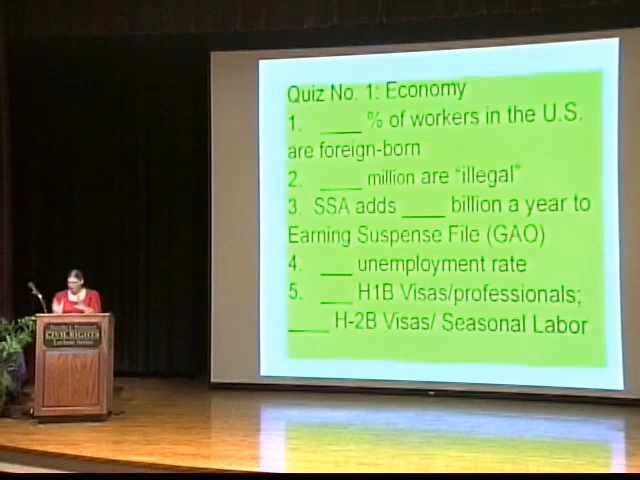 Quiz No. 1: Economy
1. ____ % of workers in the U.S.
are foreign-born
2. ____ million are “illegal”
3. SSA adds ____ billion a year to
Earning Suspense File (GAO)
4. ___ unemployment rate
5. ___ H1B Visas/professionals;
____ H-2B Visas/ Seasonal Labor
CIVIL RIGHTS
Lecture Series